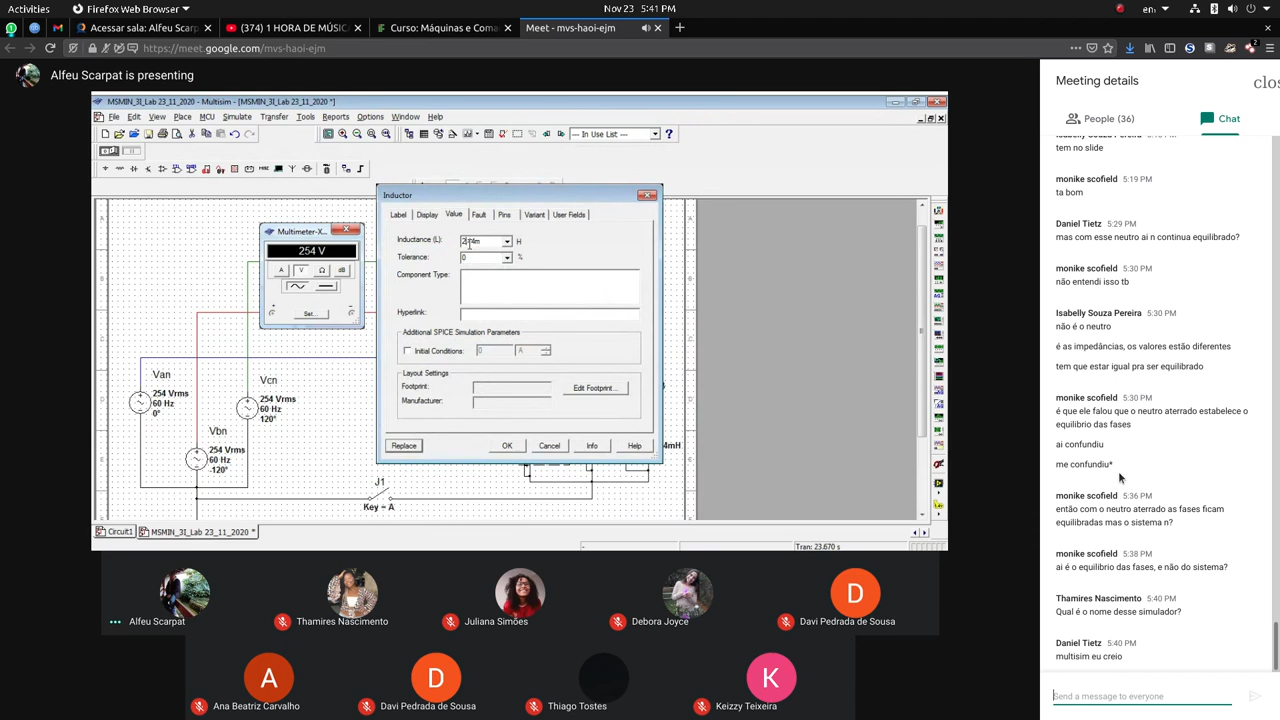 Activities
Firefox Web Browser
Nov 23 5:41 PM
en
Acessar sala: Alfeu Scarp
(374) 1 HORA DE MÚSIC
Curso: Máquinas e Coma
Meet - mvs-haoi-ejm
https://meet.google.com/mvs-haoi-ejm
Alfeu Scarpat is presenting
MSMIN_3I_Lab 23_11_2020 - Multisim - [MSMIN_3I_Lab 23_11_2020 *]
File Edit View Place MCU Simulate Transfer Tools Reports Options Window Help
--- In Use List ---
Multimeter-X...
254 V
A V Ω dB
Set...
Inductor
Label Display Value Fault Pins Variant User Fields
Inductance (L):
H
Tolerance: 0 %
Component Type:
Hyperlink:
Additional SPICE Simulation Parameters
Initial Conditions: 0 A
Layout Settings
Footprint:
Edit Footprint...
Manufacturer:
Replace OK Cancel Info Help
Van
254 Vrms
60 Hz
0°
Vcn
254 Vrms
60 Hz
120°
Vbn
254 Vrms
60 Hz
-120°
4mH
J1
Key = A
Circuit1
MSMIN_3I_Lab 23_11_2020 *
Tran: 23.670 s
Alfeu Scarpat
Thamires Nascimento
Juliana Simões
Debora Joyce
D
Davi Pedrada de Sousa
A
Ana Beatriz Carvalho
D
Davi Pedrada de Sousa
Thiago Tostes
K
Keizzy Teixeira
Meeting details
clos
People (36)
Chat
Isabelly Souza Pereira
tem no slide
monike scofield 5:19 PM
ta bom
Daniel Tietz 5:29 PM
mas com esse neutro ai n continua equilibrado?
monike scofield 5:30 PM
não entendi isso tb
Isabelly Souza Pereira 5:30 PM
não é o neutro
é as impedâncias, os valores estão diferentes
tem que estar igual pra ser equilibrado
monike scofield 5:30 PM
é que ele falou que o neutro aterrado estabelece o
equilibrio das fases
ai confundiu
me confundiu*
monike scofield 5:36 PM
então com o neutro aterrado as fases ficam
equilibradas mas o sistema n?
monike scofield 5:38 PM
ai é o equilibrio das fases, e não do sistema?
Thamires Nascimento 5:40 PM
Qual é o nome desse simulador?
Daniel Tietz 5:40 PM
multisim eu creio
Send a message to everyone